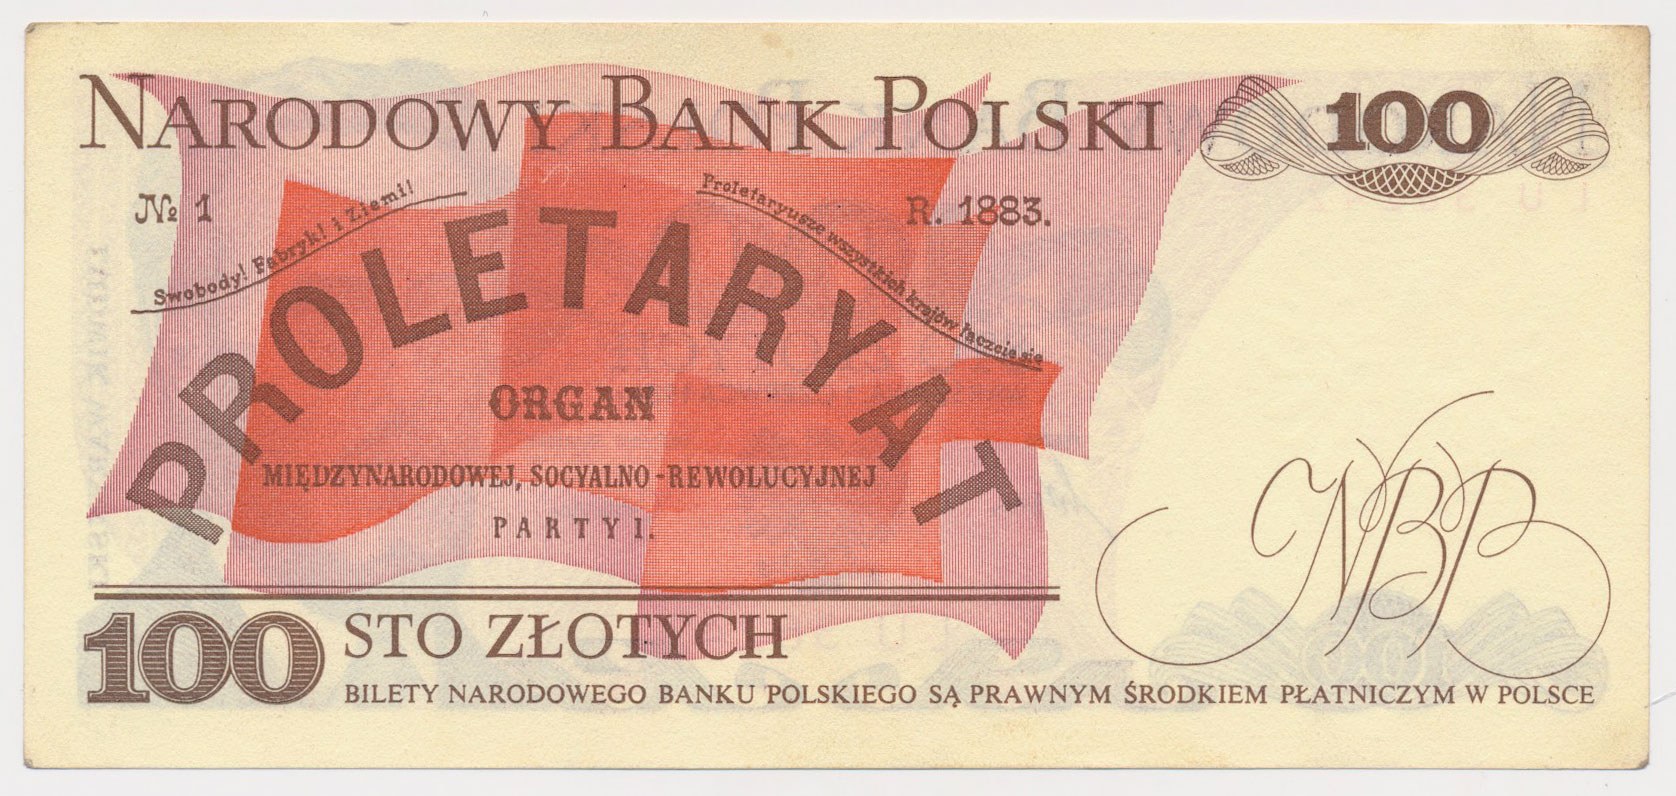 NARODOWY BANK POLSKI
100
№ 1
R. 1883.
Swobody! Fabryk! i Ziemi!
Proletaryusze wszystkich krajów łączcie się
PROLETARYAT
ORGAN
MIĘDZYNARODOWEJ, SOCYALNO-REWOLUCYJNEJ
PARTYI.
NBP
100 STO ZŁOTYCH
BILETY NARODOWEGO BANKU POLSKIEGO SĄ PRAWNYM ŚRODKIEM PŁATNICZYM W POLSCE